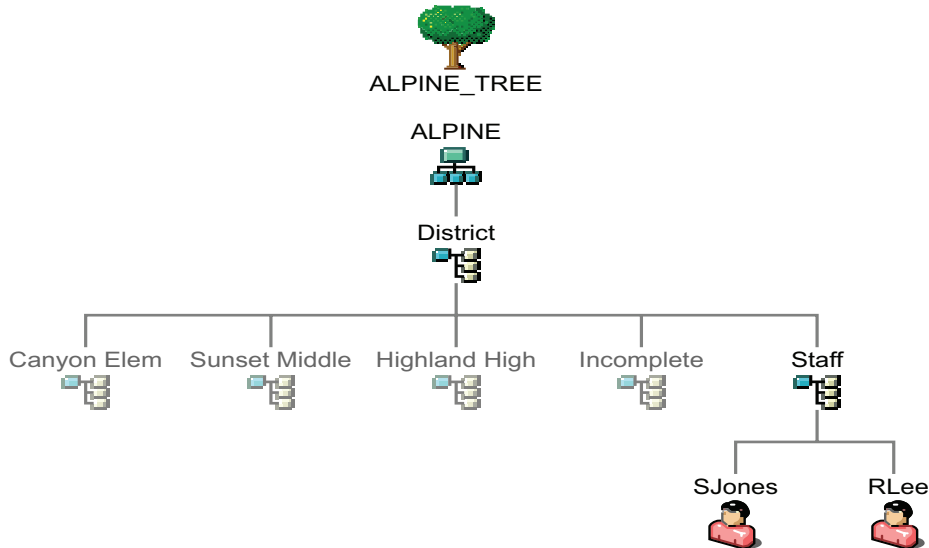 ALPINE_TREE
ALPINE
District
Canyon Elem
Sunset Middle
Highland High
Incomplete
Staff
SJones
RLee